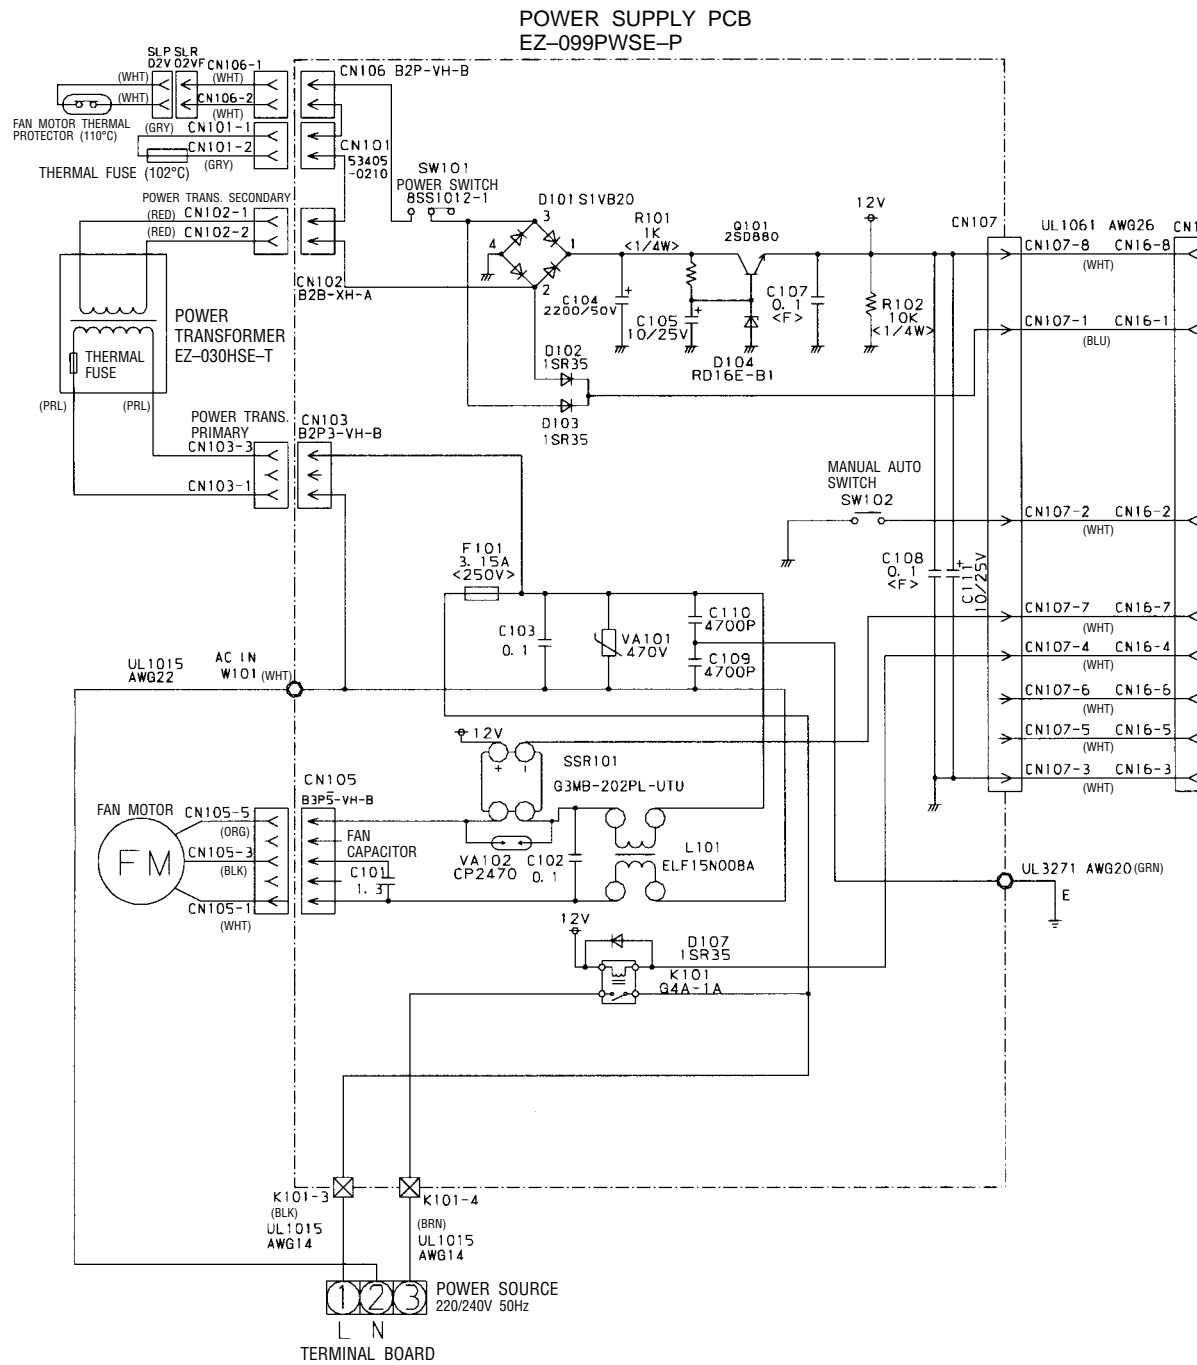 POWER SUPPLY PCB
EZ–099PWSE–P
SLP SLR
02V 02VF CN106-1
(WHT) (WHT)
(WHT) CN106-2
(WHT)
FAN MOTOR THERMAL
PROTECTOR (110°C)
(GRY) CN101-1
CN101-2
(GRY)
THERMAL FUSE (102°C)
CN106 B2P-VH-B
CN101
53405
-0210
SW101
POWER SWITCH
8SS1012-1
POWER TRANS. SECONDARY
(RED) CN102-1
(RED) CN102-2
CN102
B2B-XH-A
D101 S1VB20
3
4
1
2
R101
1K
<1/4W>
Q101
2SD880
12V
CN107
UL1061 AWG26 CN1
CN107-8 CN16-8
(WHT)
C104
2200/50V
+
C105
10/25V
+
D104
RD16E-B1
C107
0.1
<F>
R102
10K
<1/4W>
CN107-1 CN16-1
(BLU)
POWER
TRANSFORMER
EZ–030HSE–T
THERMAL
FUSE
(PRL) (PRL)
D102
1SR35
D103
1SR35
POWER TRANS.
PRIMARY
CN103-3
CN103-1
CN103
B2P3-VH-B
MANUAL AUTO
SWITCH
SW102
CN107-2 CN16-2
(WHT)
F101
3.15A
<250V>
C108
0.1
<F>
C111
10/25V
+
C103
0.1
VA101
470V
C110
4700P
C109
4700P
CN107-7 CN16-7
(WHT)
CN107-4 CN16-4
(WHT)
CN107-6 CN16-6
(WHT)
CN107-5 CN16-5
(WHT)
CN107-3 CN16-3
(WHT)
UL1015
AWG22
AC IN
W101 (WHT)
12V
+ -
SSR101
G3MB-202PL-UTU
CN105
B3P5-VH-B
FAN MOTOR
FM
CN105-5
(ORG)
CN105-3
(BLK)
CN105-1
(WHT)
FAN
CAPACITOR
C101
1.3
VA102
CP2470
C102
0.1
L101
ELF15N008A
UL3271 AWG20 (GRN)
E
12V
D107
1SR35
K101
G4A-1A
K101-3
(BLK)
UL1015
AWG14
K101-4
(BRN)
UL1015
AWG14
1 2 3
POWER SOURCE
220/240V 50Hz
L N
TERMINAL BOARD